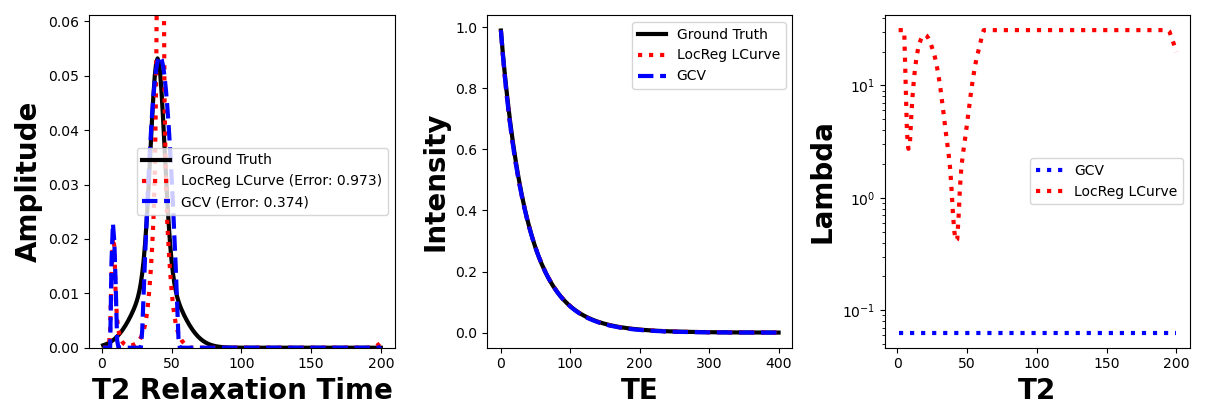 Amplitude
0.06
0.05
0.04
0.03
0.02
0.01
0.00
Ground Truth
LocReg LCurve (Error: 0.973)
GCV (Error: 0.374)
0 50 100 150 200
T2 Relaxation Time
Intensity
1.0
0.8
0.6
0.4
0.2
0.0
Ground Truth
LocReg LCurve
GCV
0 100 200 300 400
TE
Lambda
10¹
10⁰
10⁻¹
GCV
LocReg LCurve
0 50 100 150 200
T2